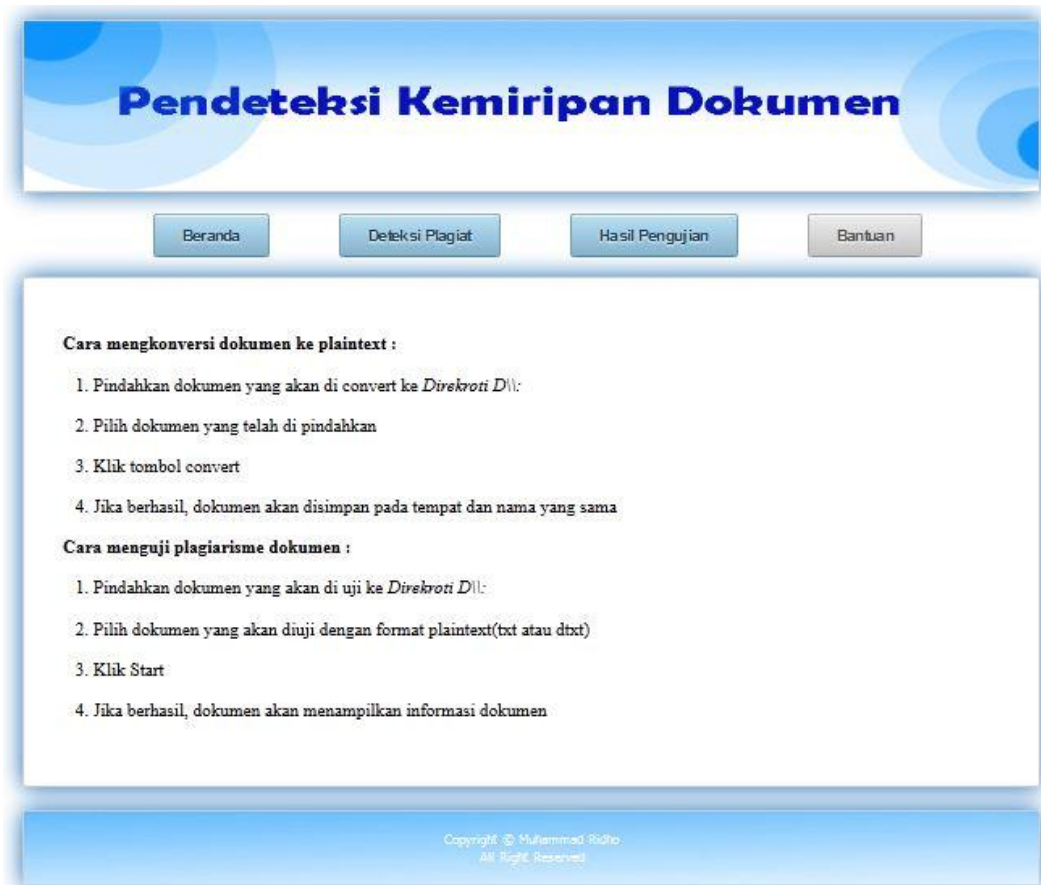 Pendeteksi Kemiripan Dokumen
Beranda
Deteksi Plagiat
Hasil Pengujian
Bantuan
Cara mengkonversi dokumen ke plaintext :
1. Pindahkan dokumen yang akan di convert ke Direkroti D\\:
2. Pilih dokumen yang telah di pindahkan
3. Klik tombol convert
4. Jika berhasil, dokumen akan disimpan pada tempat dan nama yang sama
Cara menguji plagiarisme dokumen :
1. Pindahkan dokumen yang akan di uji ke Direkroti D\\:
2. Pilih dokumen yang akan diuji dengan format plaintext(txt atau dtxt)
3. Klik Start
4. Jika berhasil, dokumen akan menampilkan informasi dokumen
Copyright © Muhammad Ridho
All Right Reserved